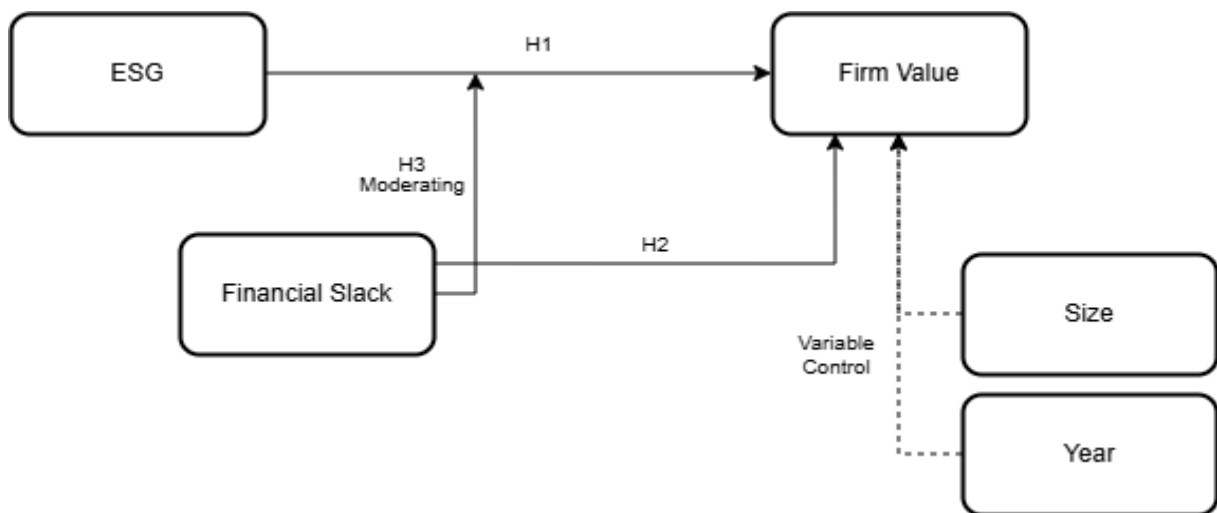 ESG
H1
Firm Value
H3
Moderating
H2
Financial Slack
Size
Variable
Control
Year